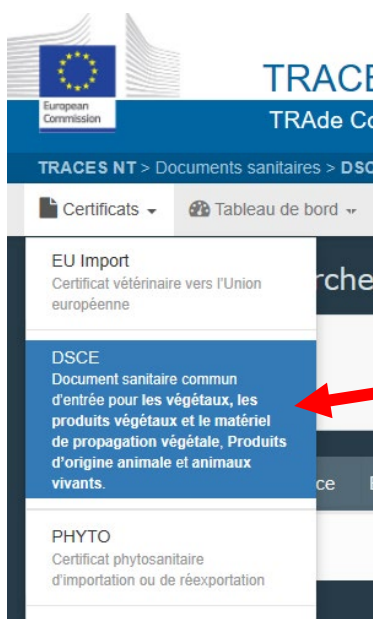 European
Commission
TRACE
TRAde Co
TRACES NT > Documents sanitaires > DSC
Certificats Tableau de bord
EU Import
Certificat vétérinaire vers l'Union
européenne
rche
DSCE
Document sanitaire commun
d'entrée pour les végétaux, les
produits végétaux et le matériel
de propagation végétale, Produits
d'origine animale et animaux
vivants.
ce
PHYTO
Certificat phytosanitaire
d'importation ou de réexportation